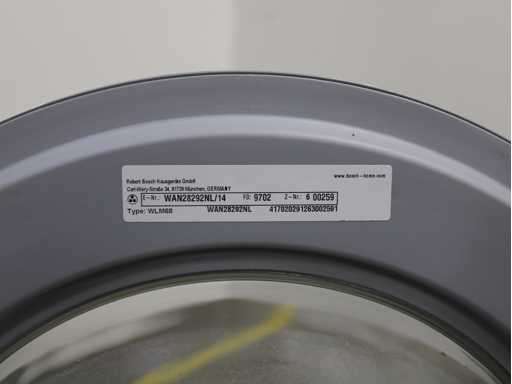 Robert Bosch Hausgeräte GmbH www.bosch-home.com
Carl-Wery-Straße 34, 81739 München, GERMANY
E-Nr.: WAN28292NL/14 FD: 9702 Z-Nr.: 6 00259
Type: WLM68 WAN28292NL 417020291263002591